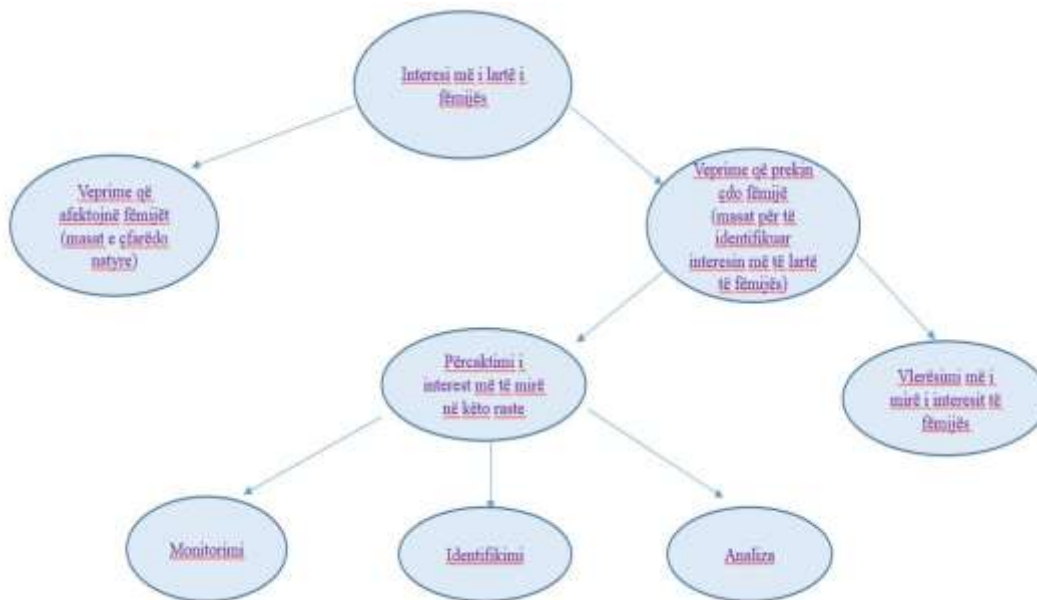 Interesi më i lartë i
fëmijës
Veprime që
afektojnë fëmijët
(masat e çfarëdo
natyre)
Veprime që prekin
çdo fëmijë
(masat për të
identifikuar
interesin më të lartë
të fëmijës)
Përcaktimi i
interest më të mirë
në këto raste
Vlerësimi më i
mirë i interesit të
fëmijës
Monitorimi
Identifikimi
Analiza